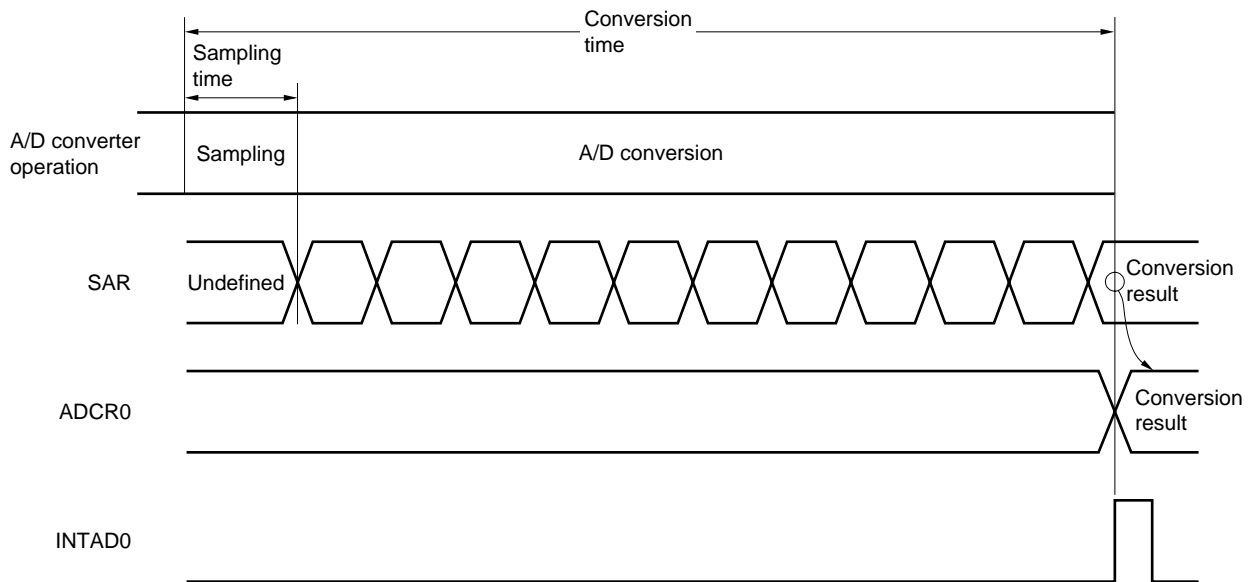 Conversion
time
Sampling
time
A/D converter
operation
Sampling
A/D conversion
SAR
Undefined
Conversion
result
ADCR0
Conversion
result
INTAD0